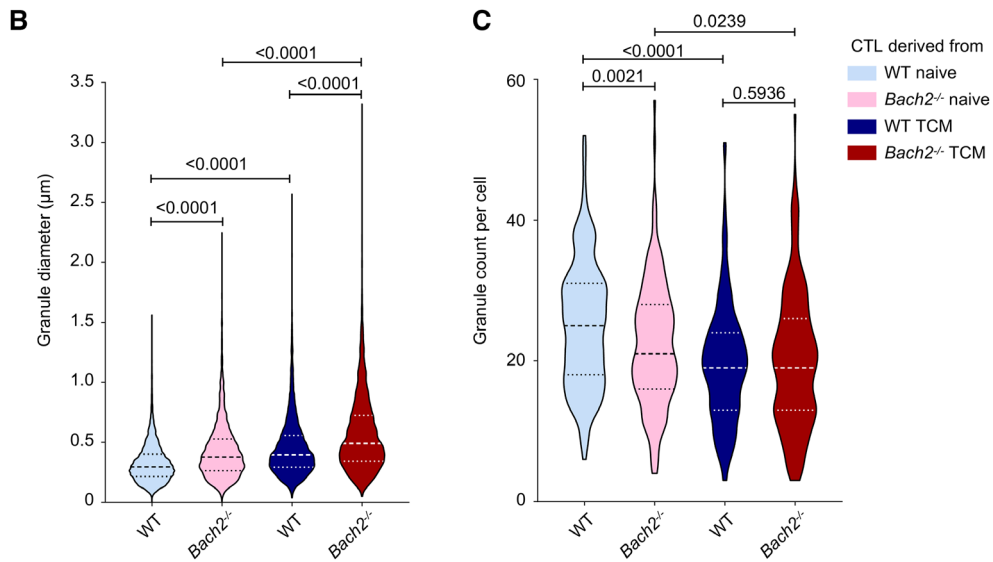 B
<0.0001
<0.0001
<0.0001
<0.0001
Granule diameter (μm)
3.5
3.0
2.5
2.0
1.5
1.0
0.5
0
WT
Bach2-/-
WT
Bach2-/-
C
0.0239
<0.0001
0.0021
0.5936
Granule count per cell
60
40
20
0
WT
Bach2-/-
WT
Bach2-/-
CTL derived from
WT naive
Bach2-/- naive
WT TCM
Bach2-/- TCM